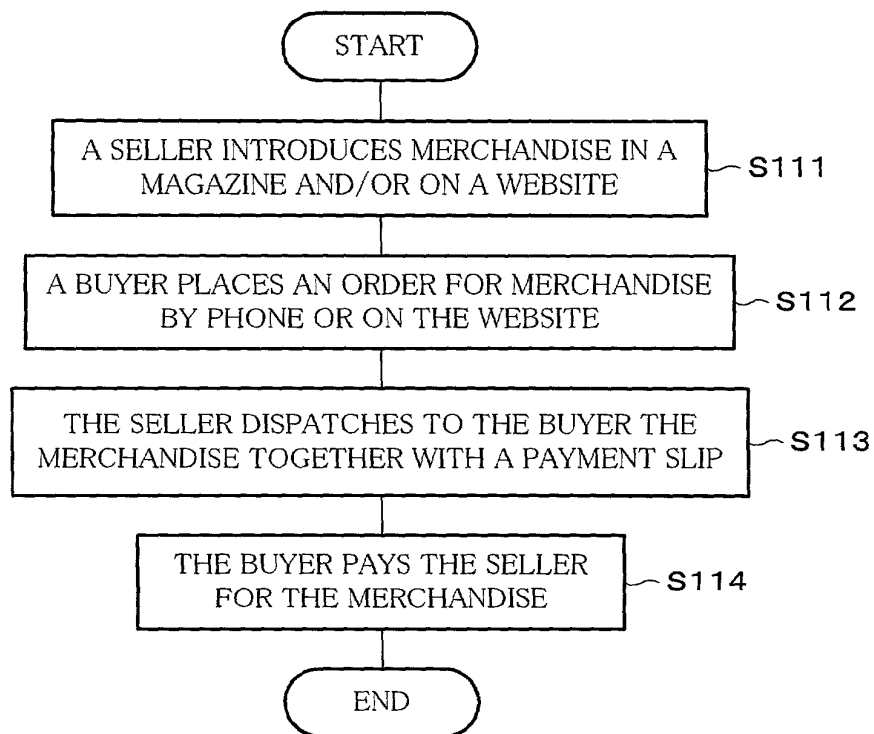 START
A SELLER INTRODUCES MERCHANDISE IN A
MAGAZINE AND/OR ON A WEBSITE
S111
A BUYER PLACES AN ORDER FOR MERCHANDISE
BY PHONE OR ON THE WEBSITE
S112
THE SELLER DISPATCHES TO THE BUYER THE
MERCHANDISE TOGETHER WITH A PAYMENT SLIP
S113
THE BUYER PAYS THE SELLER
FOR THE MERCHANDISE
S114
END